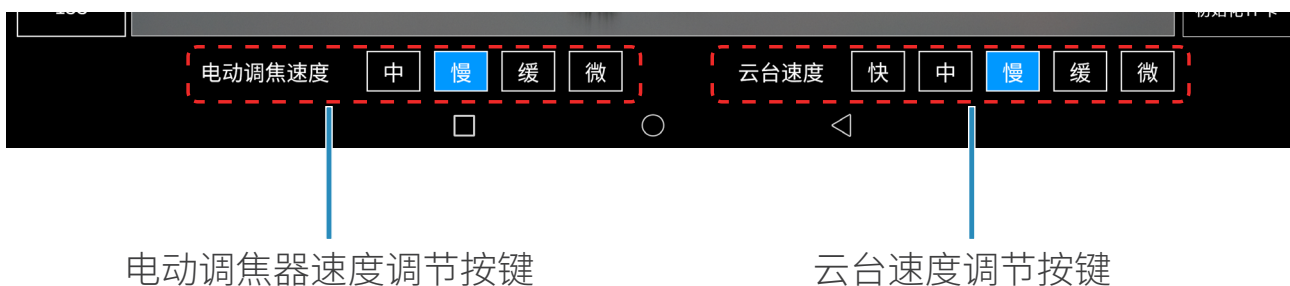 电动调焦速度 中 慢 缓 微 云台速度 快 中 慢 缓 微
电动调焦器速度调节按键 云台速度调节按键